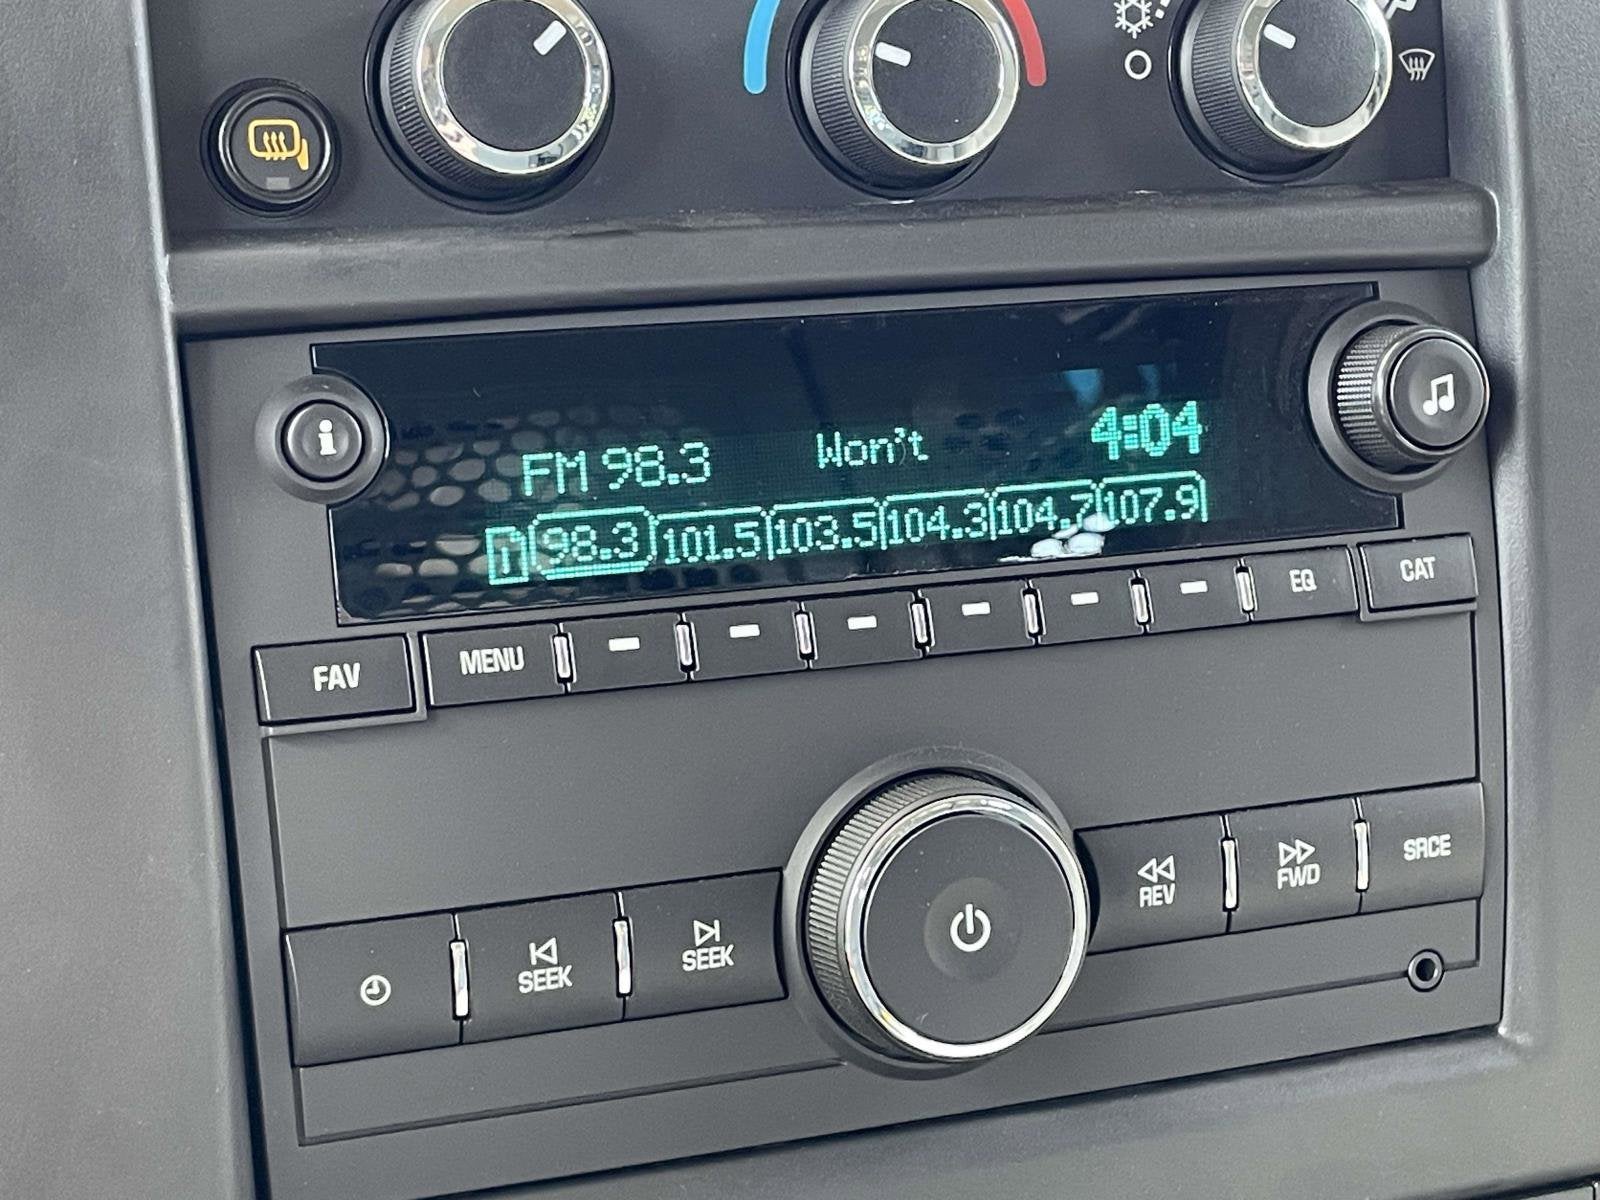 FM 98.3 Won't 4:04
1 98.3 101.5 103.5 104.3 104.7 107.9
FAV MENU EQ CAT
SEEK SEEK REV FWD SRCE